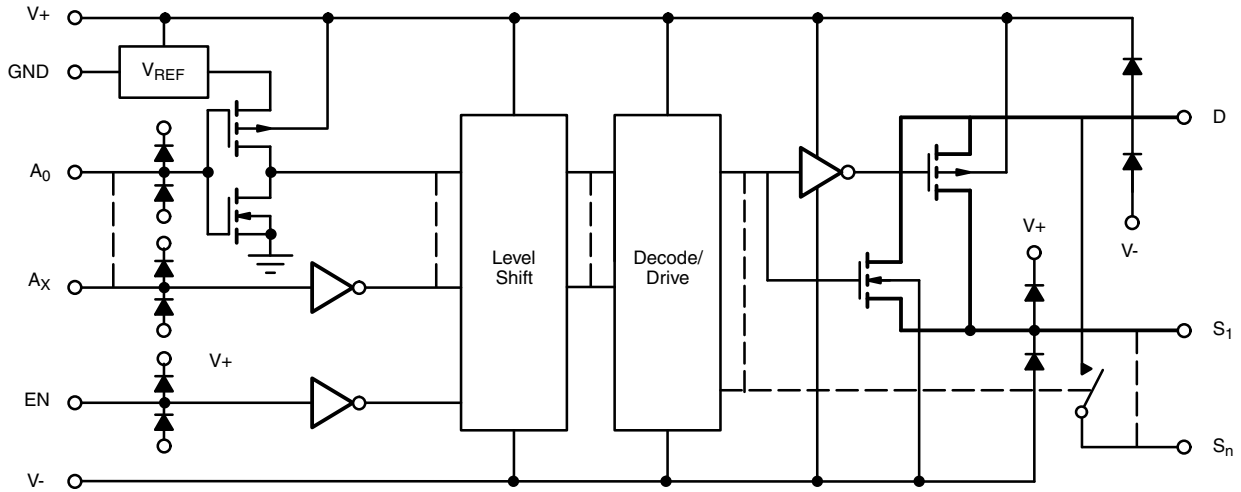 V+
GND
VREF
A0
AX
EN
V+
V-
Level
Shift
Decode/
Drive
V+
D
V-
S1
Sn